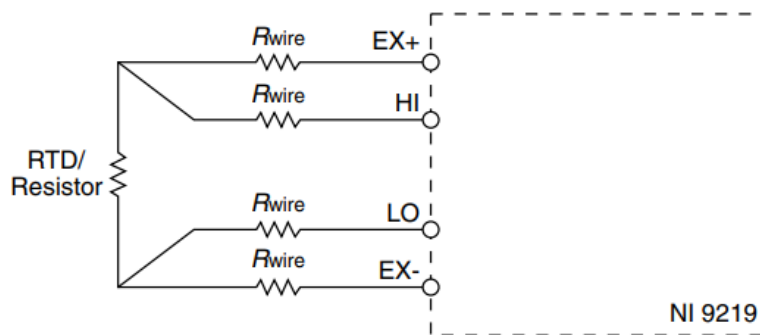 Rwire
EX+
Rwire
HI
RTD/
Resistor
Rwire
LO
Rwire
EX-
NI 9219